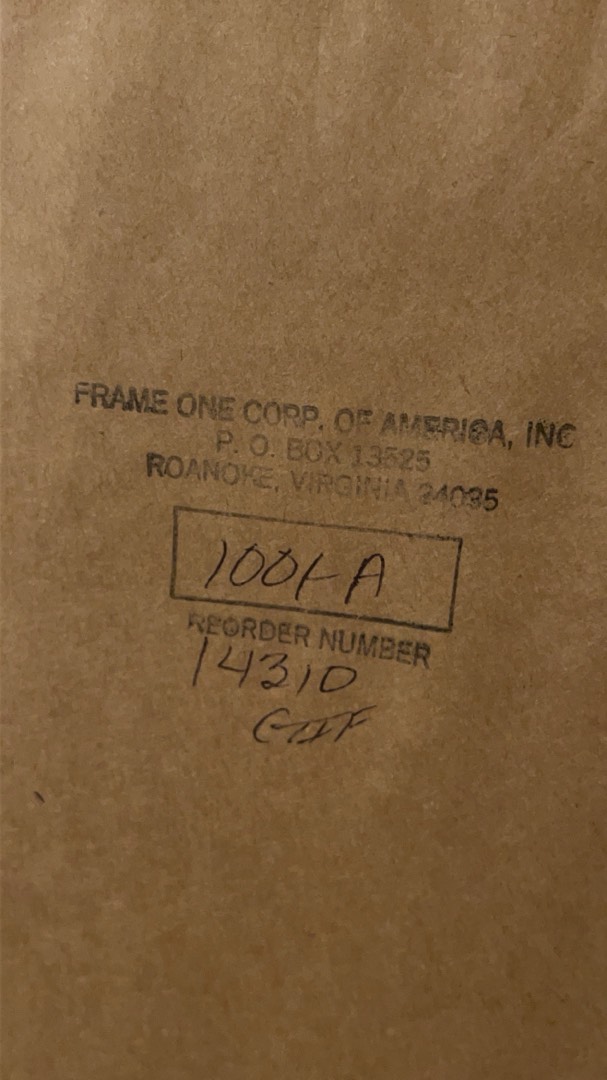 FRAME ONE CORP. OF AMERICA, INC
P. O. BOX 13525
ROANOKE, VIRGINIA 24035
1001-A
REORDER NUMBER
14310